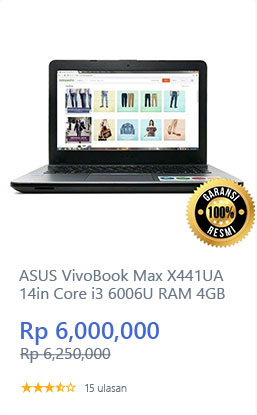 GARANSI
100%
RESMI
ASUS VivoBook Max X441UA
14in Core i3 6006U RAM 4GB
Rp 6,000,000
Rp 6,250,000
15 ulasan